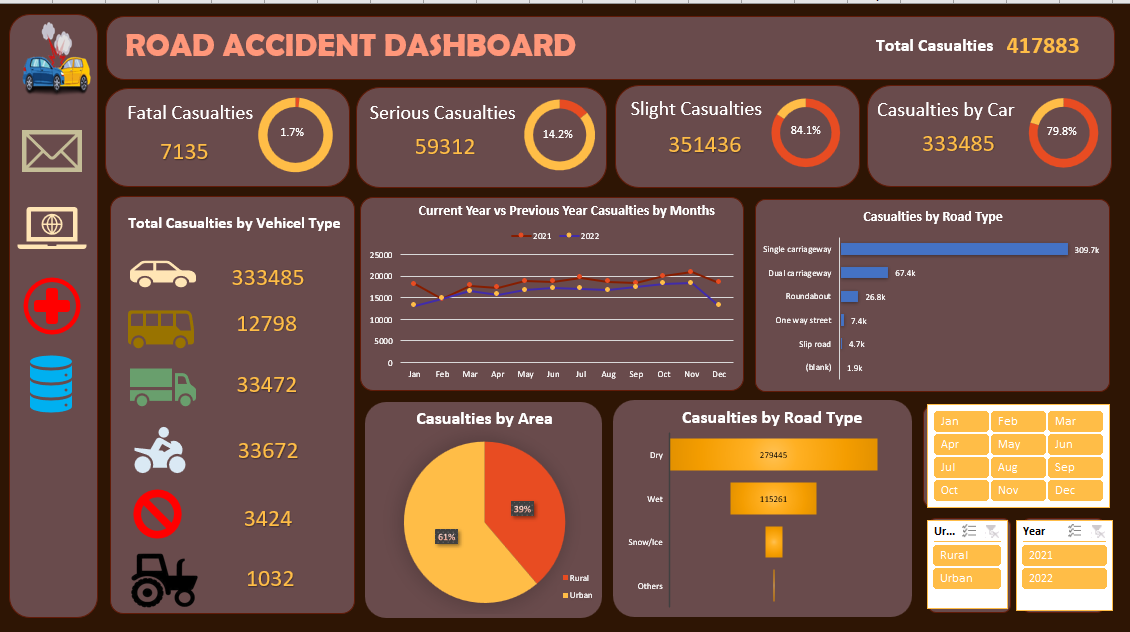 ROAD ACCIDENT DASHBOARD
Total Casualties 417883
Fatal Casualties
7135
1.7%
Serious Casualties
59312
14.2%
Slight Casualties
351436
84.1%
Casualties by Car
333485
79.8%
Total Casualties by Vehicel Type
333485
12798
33472
33672
3424
1032
Current Year vs Previous Year Casualties by Months
2021 2022
25000
20000
15000
10000
5000
0
Jan Feb Mar Apr May Jun Jul Aug Sep Oct Nov Dec
Casualties by Road Type
Single carriageway 309.7k
Dual carriageway 67.4k
Roundabout 26.8k
One way street 7.4k
Slip road 4.7k
(blank) 1.9k
Casualties by Area
39%
61%
Rural
Urban
Casualties by Road Type
Dry 279445
Wet 115261
Snow/Ice
Others
Jan Feb Mar
Apr May Jun
Jul Aug Sep
Oct Nov Dec
Ur...
Rural
Urban
Year
2021
2022